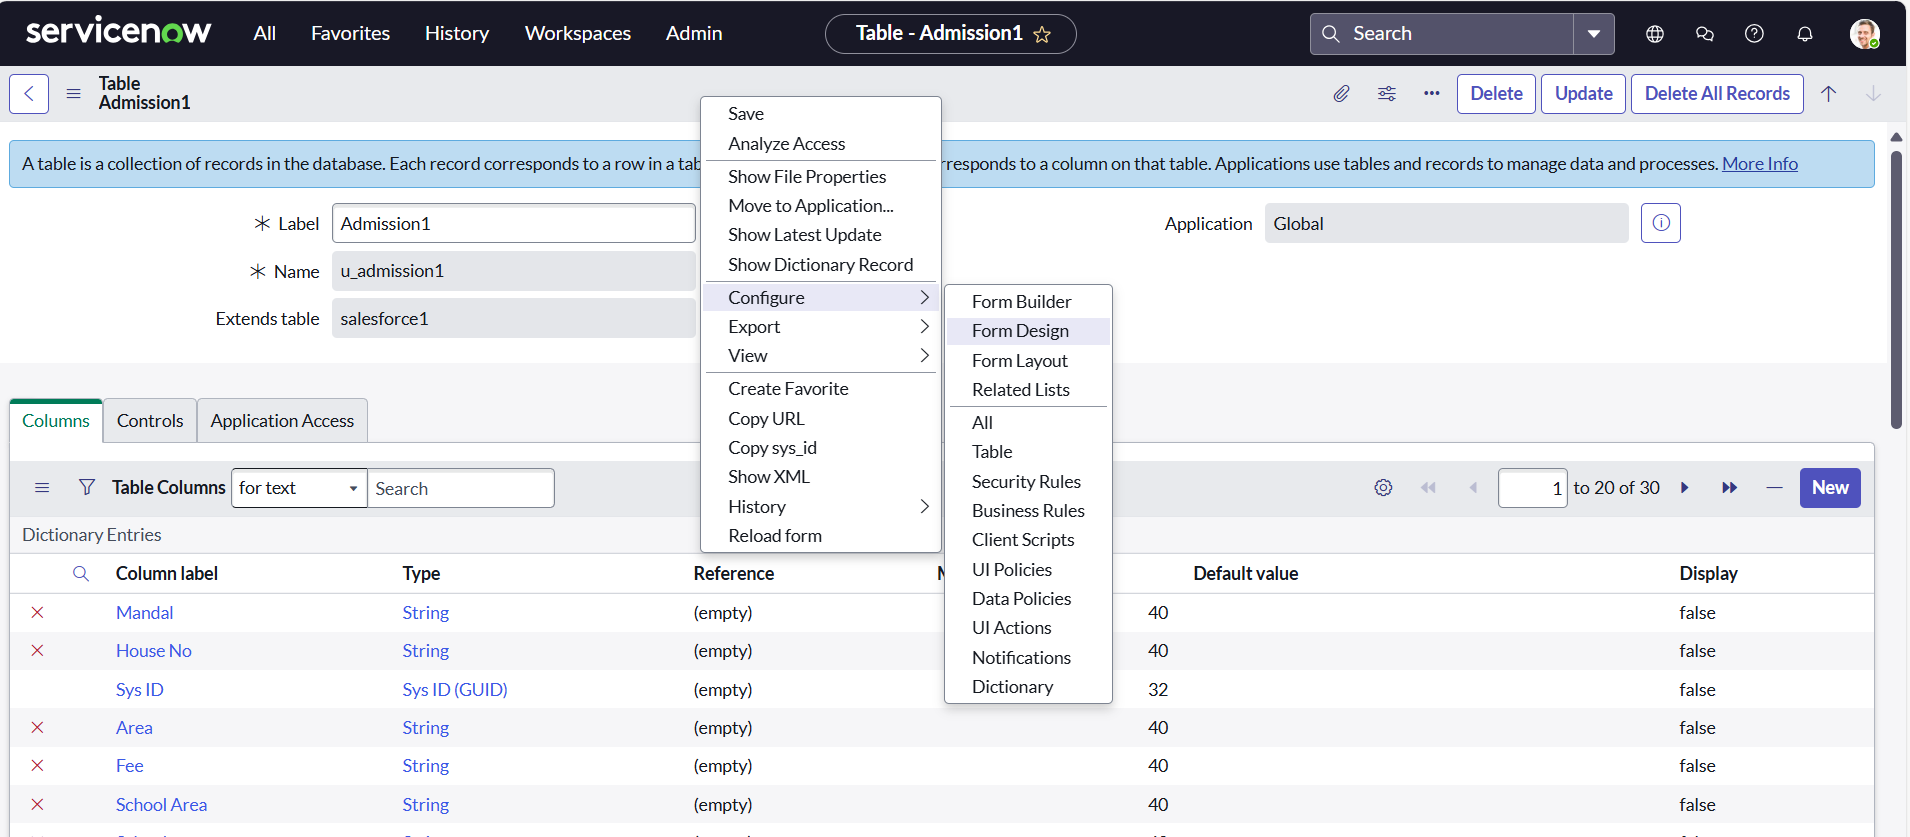 servicenow All Favorites History Workspaces Admin Table - Admission1 Search
Table
Admission1
Delete Update Delete All Records
A table is a collection of records in the database. Each record corresponds to a row in a tab
rresponds to a column on that table. Applications use tables and records to manage data and processes. More Info
Label Admission1
Name u_admission1
Extends table salesforce1
Application Global
Save
Analyze Access
Show File Properties
Move to Application...
Show Latest Update
Show Dictionary Record
Configure
Export
View
Create Favorite
Copy URL
Copy sys_id
Show XML
History
Reload form
Form Builder
Form Design
Form Layout
Related Lists
All
Table
Security Rules
Business Rules
Client Scripts
UI Policies
Data Policies
UI Actions
Notifications
Dictionary
Columns Controls Application Access
Table Columns for text Search 1 to 20 of 30 New
Dictionary Entries
Column label Type Reference Default value Display
Mandal String (empty) 40 false
House No String (empty) 40 false
Sys ID Sys ID (GUID) (empty) 32 false
Area String (empty) 40 false
Fee String (empty) 40 false
School Area String (empty) 40 false